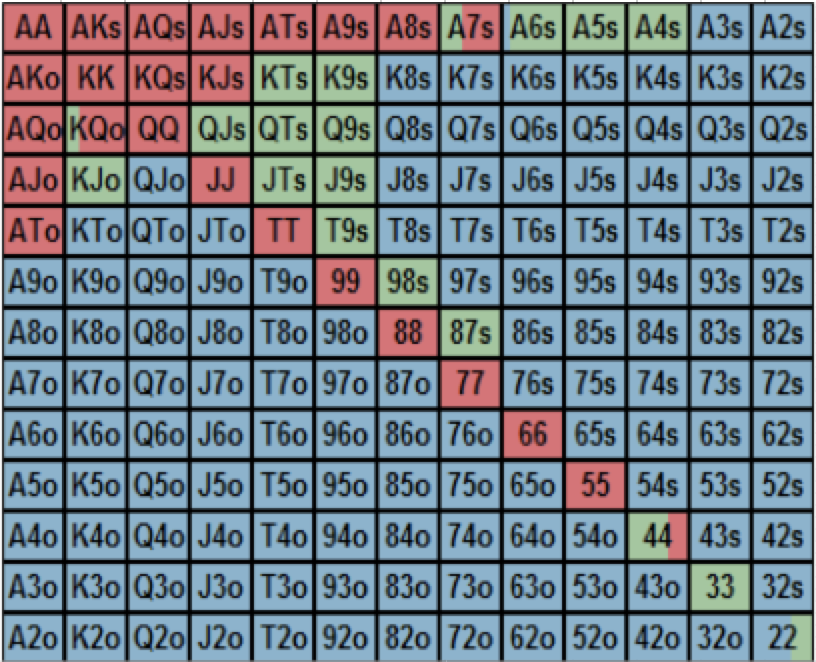 AA AKs AQs AJs ATs A9s A8s A7s A6s A5s A4s A3s A2s
AKo KK KQs KJs KTs K9s K8s K7s K6s K5s K4s K3s K2s
AQo KQo QQ QJs QTs Q9s Q8s Q7s Q6s Q5s Q4s Q3s Q2s
AJo KJo QJo JJ JTs J9s J8s J7s J6s J5s J4s J3s J2s
ATo KTo QTo JTo TT T9s T8s T7s T6s T5s T4s T3s T2s
A9o K9o Q9o J9o T9o 99 98s 97s 96s 95s 94s 93s 92s
A8o K8o Q8o J8o T8o 98o 88 87s 86s 85s 84s 83s 82s
A7o K7o Q7o J7o T7o 97o 87o 77 76s 75s 74s 73s 72s
A6o K6o Q6o J6o T6o 96o 86o 76o 66 65s 64s 63s 62s
A5o K5o Q5o J5o T5o 95o 85o 75o 65o 55 54s 53s 52s
A4o K4o Q4o J4o T4o 94o 84o 74o 64o 54o 44 43s 42s
A3o K3o Q3o J3o T3o 93o 83o 73o 63o 53o 43o 33 32s
A2o K2o Q2o J2o T2o 92o 82o 72o 62o 52o 42o 32o 22